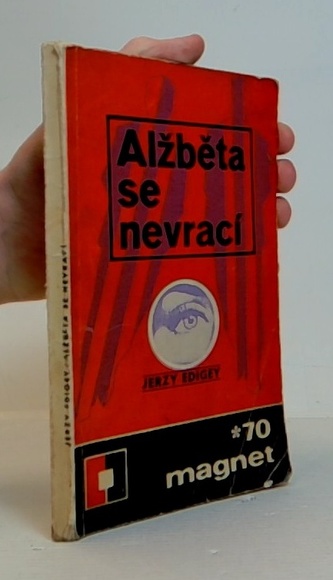 Alžběta
se
nevrací
JERZY EDIGEY
*70
magnet
JERZY EDIGEY: ALŽBĚTA SE NEVRACÍ